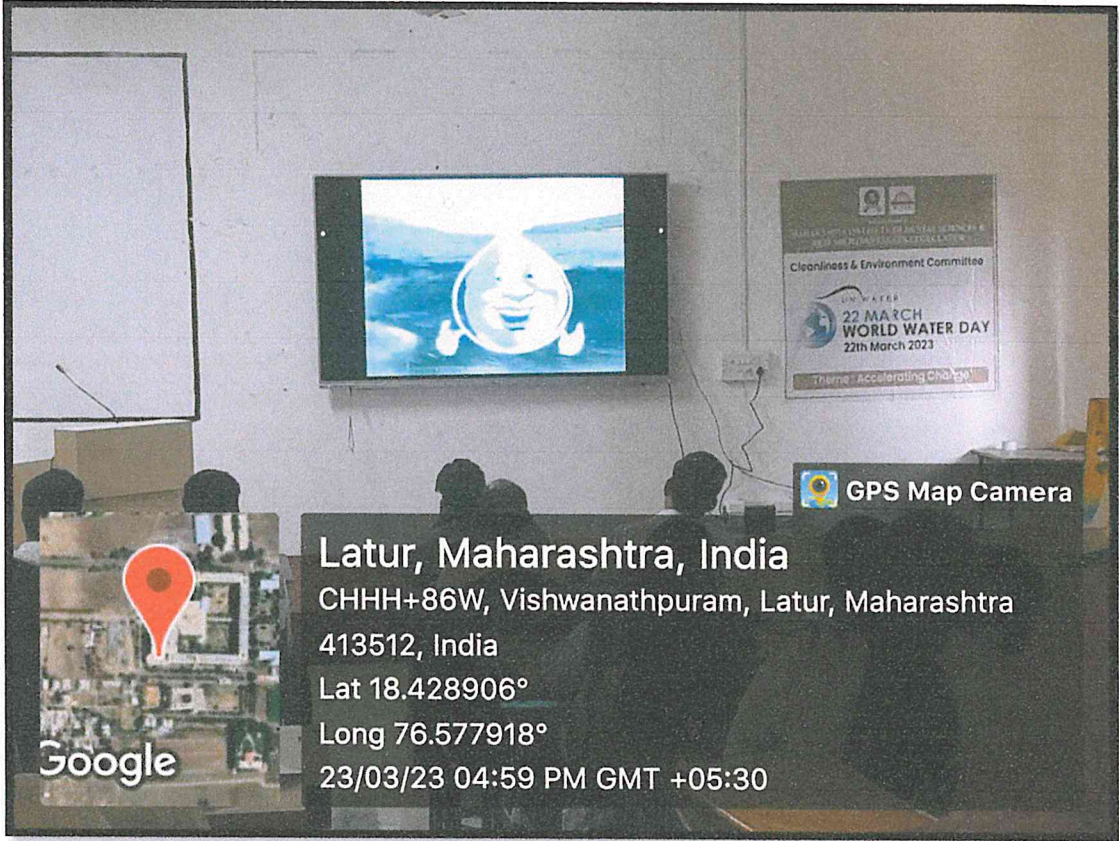 Cleanliness & Environment Committee
UN WATER
22 MARCH
WORLD WATER DAY
22th March 2023
Theme: "Accelerating Change"
GPS Map Camera
Latur, Maharashtra, India
CHHH+86W, Vishwanathpuram, Latur, Maharashtra
413512, India
Lat 18.428906°
Long 76.577918°
23/03/23 04:59 PM GMT +05:30
Google